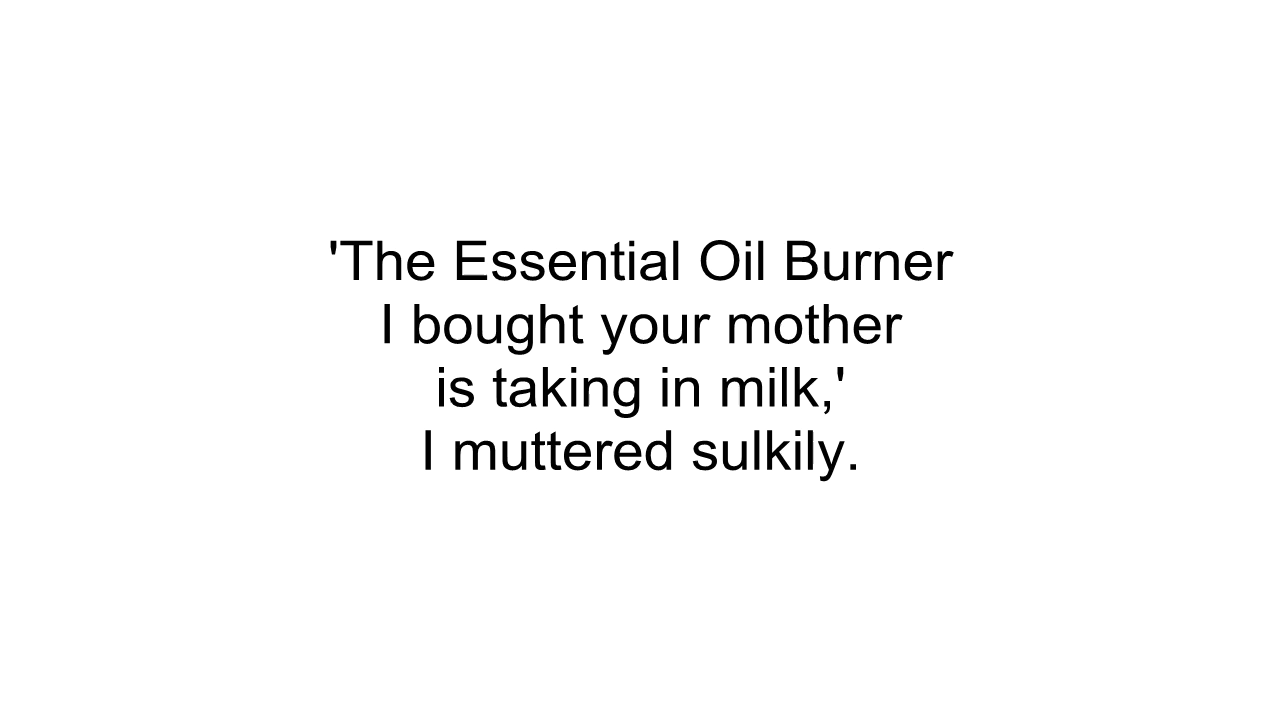 'The Essential Oil Burner
I bought your mother
is taking in milk,'
I muttered sulkily.